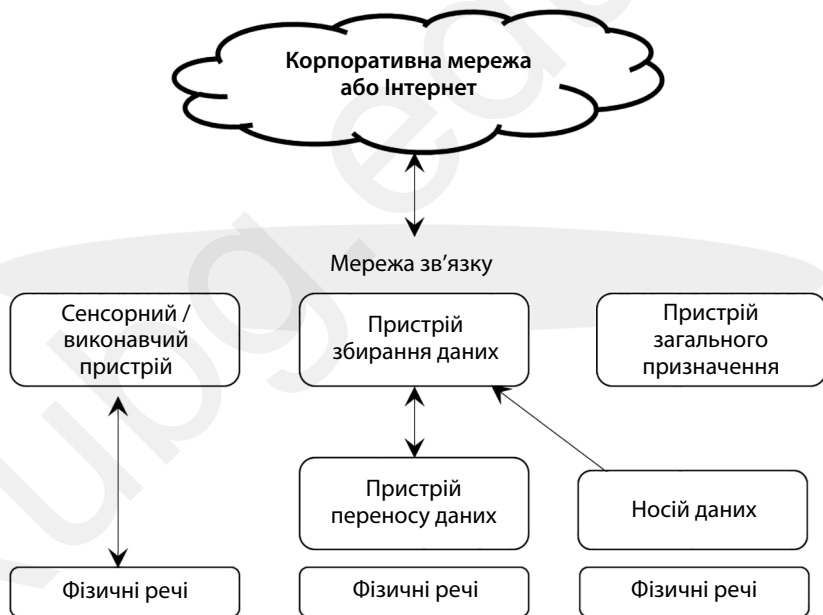 Корпоративна мережа
або Інтернет
Мережа зв’язку
Сенсорний /
виконавчий
пристрій
Пристрій
збирання даних
Пристрій
загального
призначення
Пристрій
переносу даних
Носій даних
Фізичні речі
Фізичні речі
Фізичні речі